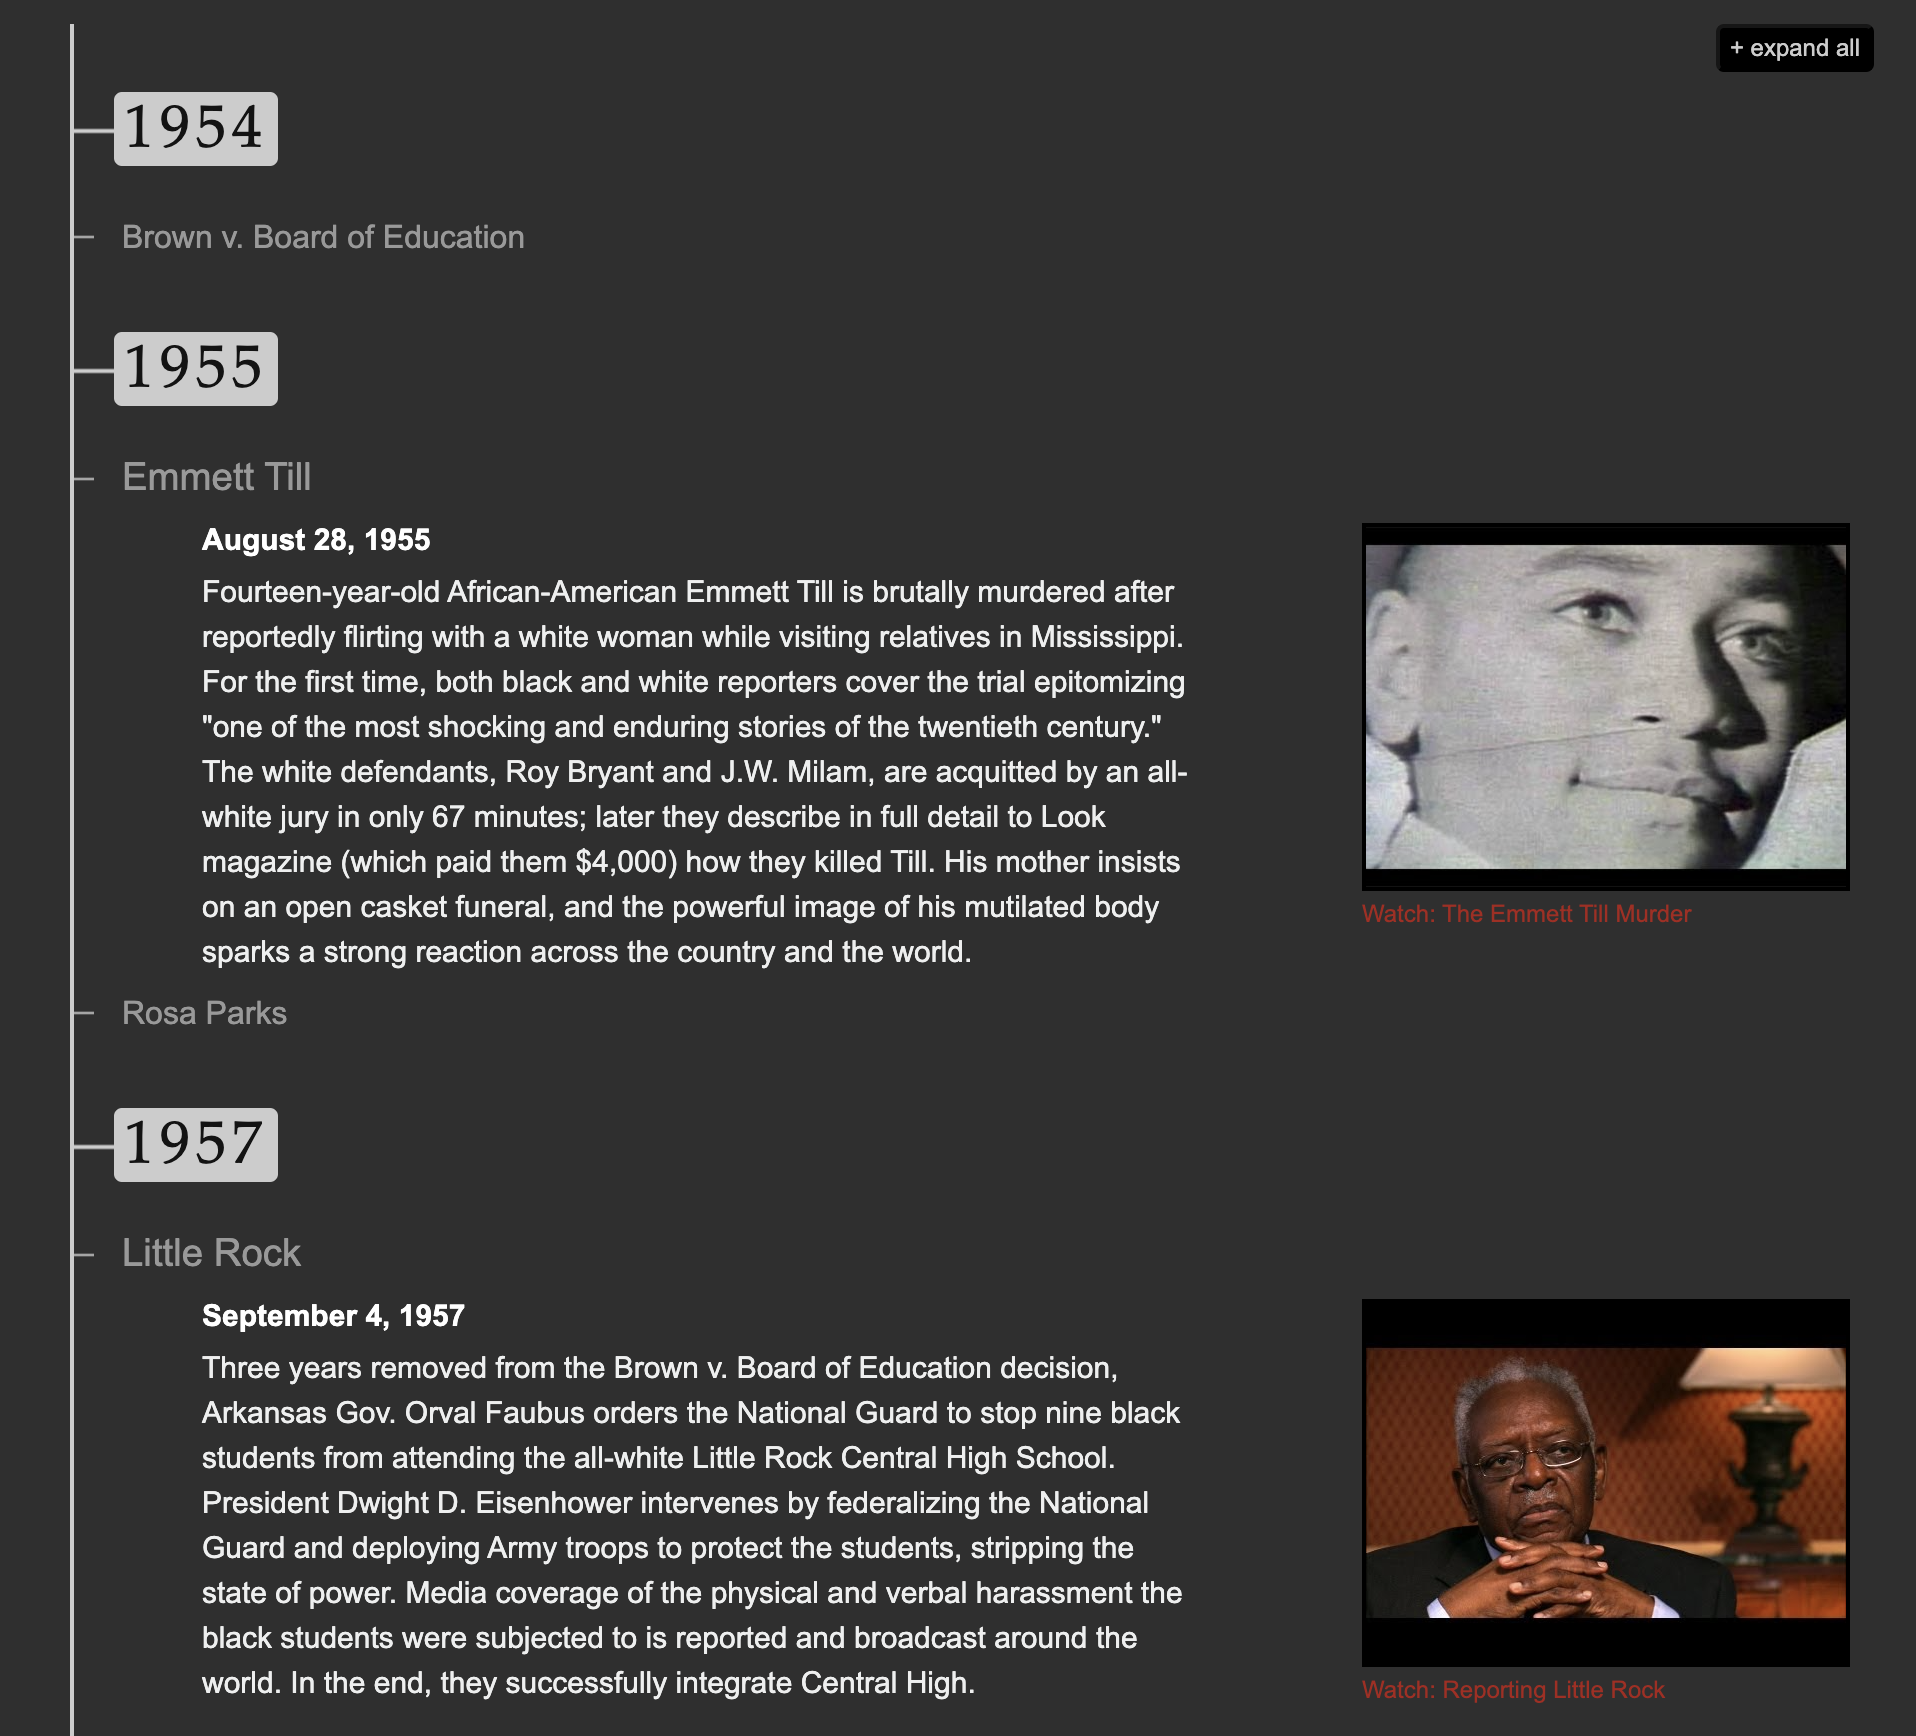 + expand all
1954
Brown v. Board of Education
1955
Emmett Till
August 28, 1955
Fourteen-year-old African-American Emmett Till is brutally murdered after
reportedly flirting with a white woman while visiting relatives in Mississippi.
For the first time, both black and white reporters cover the trial epitomizing
"one of the most shocking and enduring stories of the twentieth century."
The white defendants, Roy Bryant and J.W. Milam, are acquitted by an all-
white jury in only 67 minutes; later they describe in full detail to Look
magazine (which paid them $4,000) how they killed Till. His mother insists
on an open casket funeral, and the powerful image of his mutilated body
sparks a strong reaction across the country and the world.
Watch: The Emmett Till Murder
Rosa Parks
1957
Little Rock
September 4, 1957
Three years removed from the Brown v. Board of Education decision,
Arkansas Gov. Orval Faubus orders the National Guard to stop nine black
students from attending the all-white Little Rock Central High School.
President Dwight D. Eisenhower intervenes by federalizing the National
Guard and deploying Army troops to protect the students, stripping the
state of power. Media coverage of the physical and verbal harassment the
black students were subjected to is reported and broadcast around the
world. In the end, they successfully integrate Central High.
Watch: Reporting Little Rock